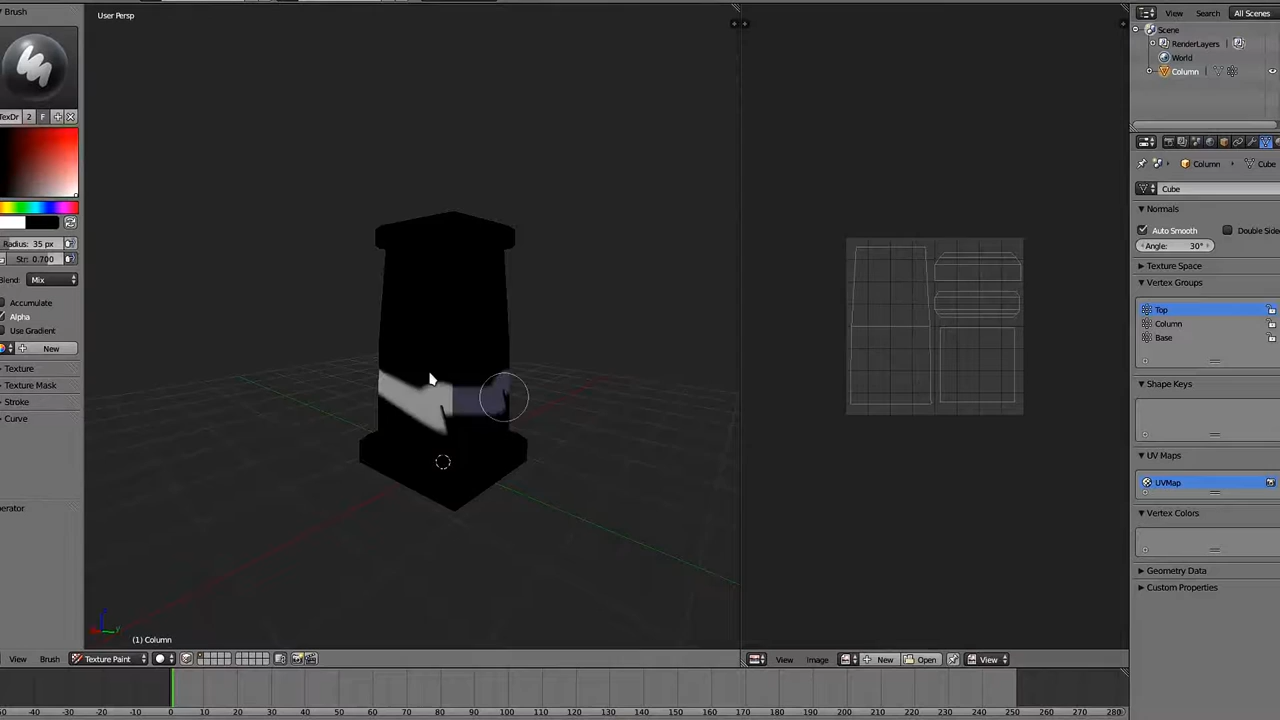 Brush
User Persp
TexDr 2 F
Radius: 35 px
Str: 0.700
Blend: Mix
Accumulate
Alpha
Use Gradient
New
Texture
Texture Mask
Stroke
Curve
perator
(1) Column
View Brush Texture Paint
View Image New Open View
View Search All Scenes
Scene
RenderLayers
World
Column
Column Cube
Cube
Normals
Auto Smooth Double Side
Angle: 30°
Texture Space
Vertex Groups
Top
Column
Base
Shape Keys
UV Maps
UVMap
Vertex Colors
Geometry Data
Custom Properties
-40 -30 -20 -10 0 10 20 30 40 50 60 70 80 90 100 110 120 130 140 150 160 170 180 190 200 210 220 230 240 250 260 270 280